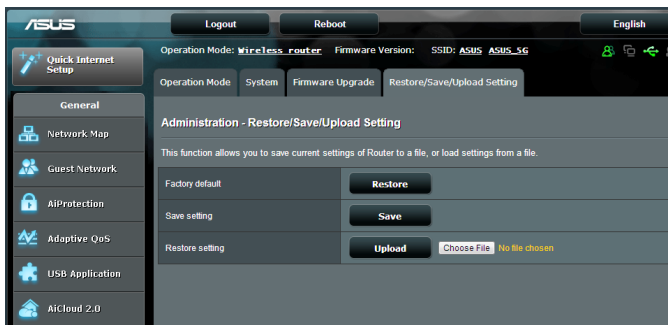 ASUS
Logout
Reboot
English
Quick Internet
Setup
Operation Mode: Wireless router Firmware Version: SSID: ASUS ASUS_5G
Operation Mode
System
Firmware Upgrade
Restore/Save/Upload Setting
General
Network Map
Guest Network
AiProtection
Adaptive QoS
USB Application
AiCloud 2.0
Administration - Restore/Save/Upload Setting
This function allows you to save current settings of Router to a file, or load settings from a file.
Factory default Restore
Save setting Save
Restore setting Upload Choose File No file chosen